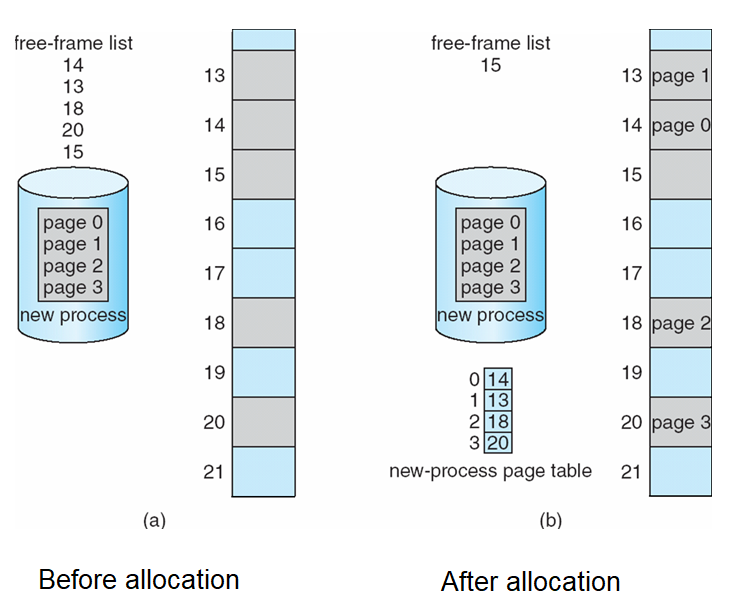 free-frame list
14
13
18
20
15
page 0
page 1
page 2
page 3
new process
13
14
15
16
17
18
19
20
21
(a)
Before allocation
free-frame list
15
page 0
page 1
page 2
page 3
new process
0 14
1 13
2 18
3 20
new-process page table
13 page 1
14 page 0
15
16
17
18 page 2
19
20 page 3
21
(b)
After allocation